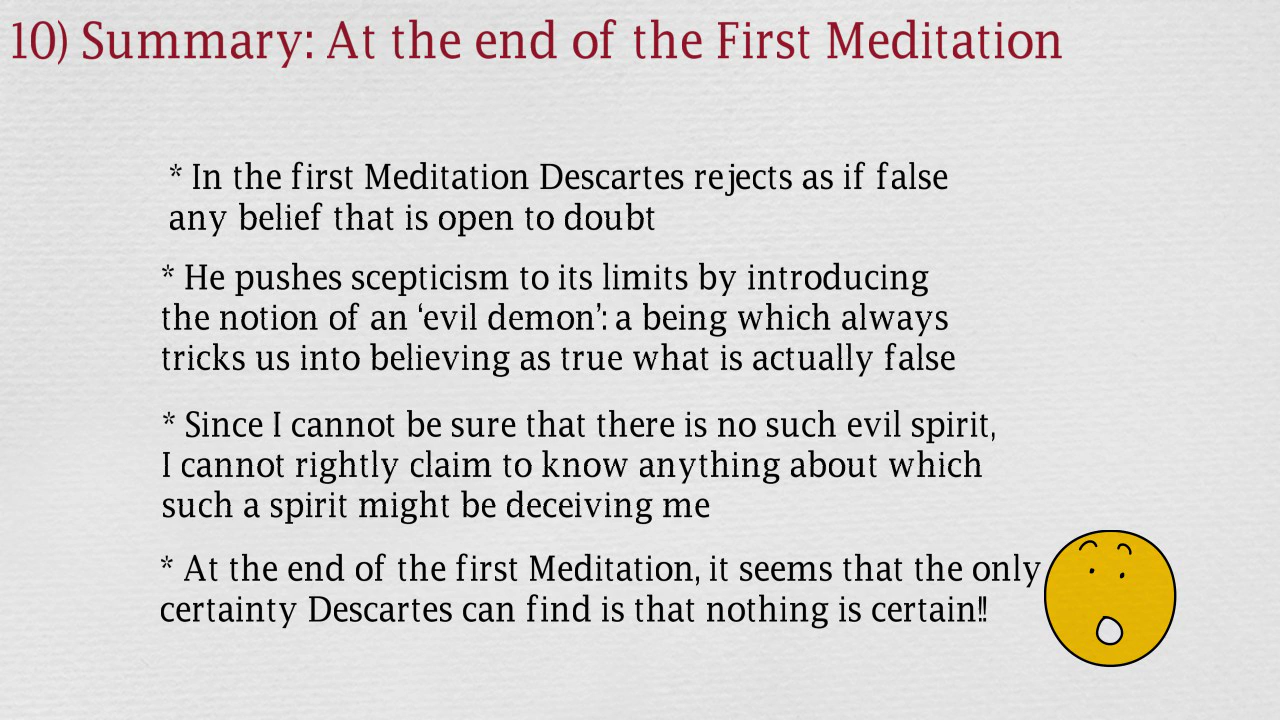 10) Summary: At the end of the First Meditation
* In the first Meditation Descartes rejects as if false
any belief that is open to doubt
* He pushes scepticism to its limits by introducing
the notion of an ‘evil demon’: a being which always
tricks us into believing as true what is actually false
* Since I cannot be sure that there is no such evil spirit,
I cannot rightly claim to know anything about which
such a spirit might be deceiving me
* At the end of the first Meditation, it seems that the only
certainty Descartes can find is that nothing is certain!!